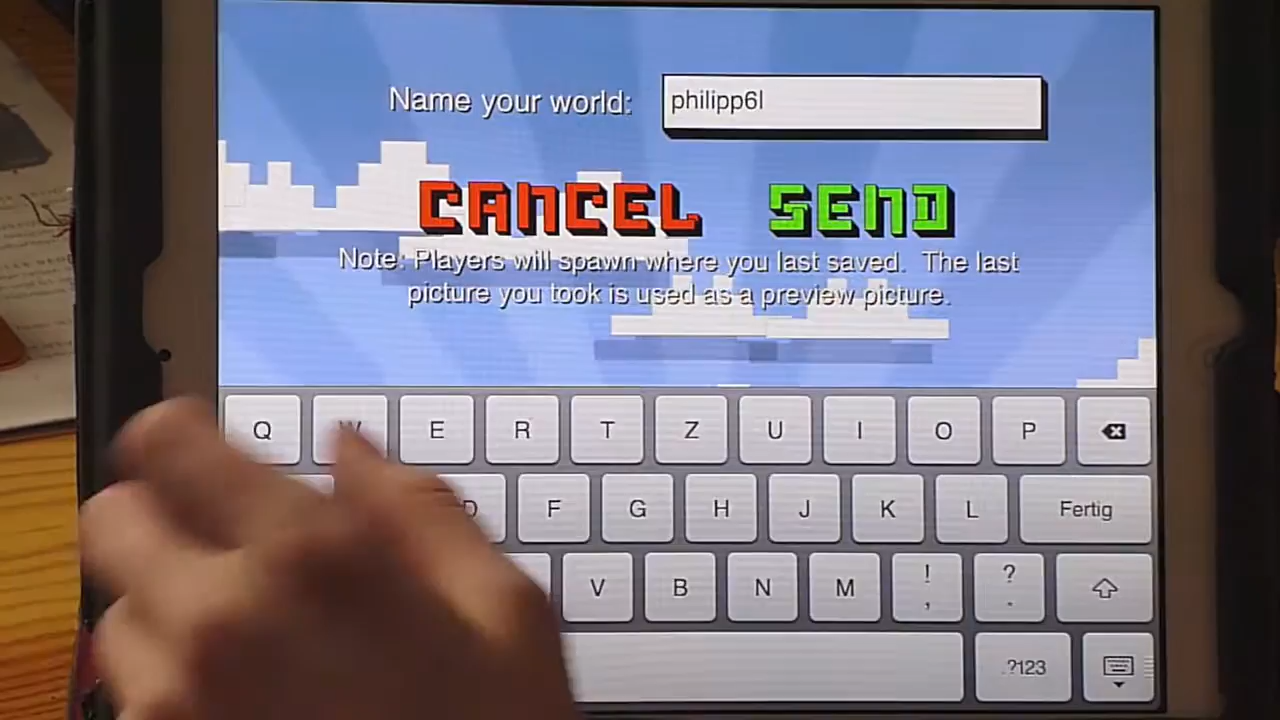 Name your world: philipp6l
CANCEL SEND
Note: Players will spawn where you last saved. The last
picture you took is used as a preview picture.
Q W E R T Z U I O P
D F G H J K L Fertig
V B N M ! , ? .
.?123